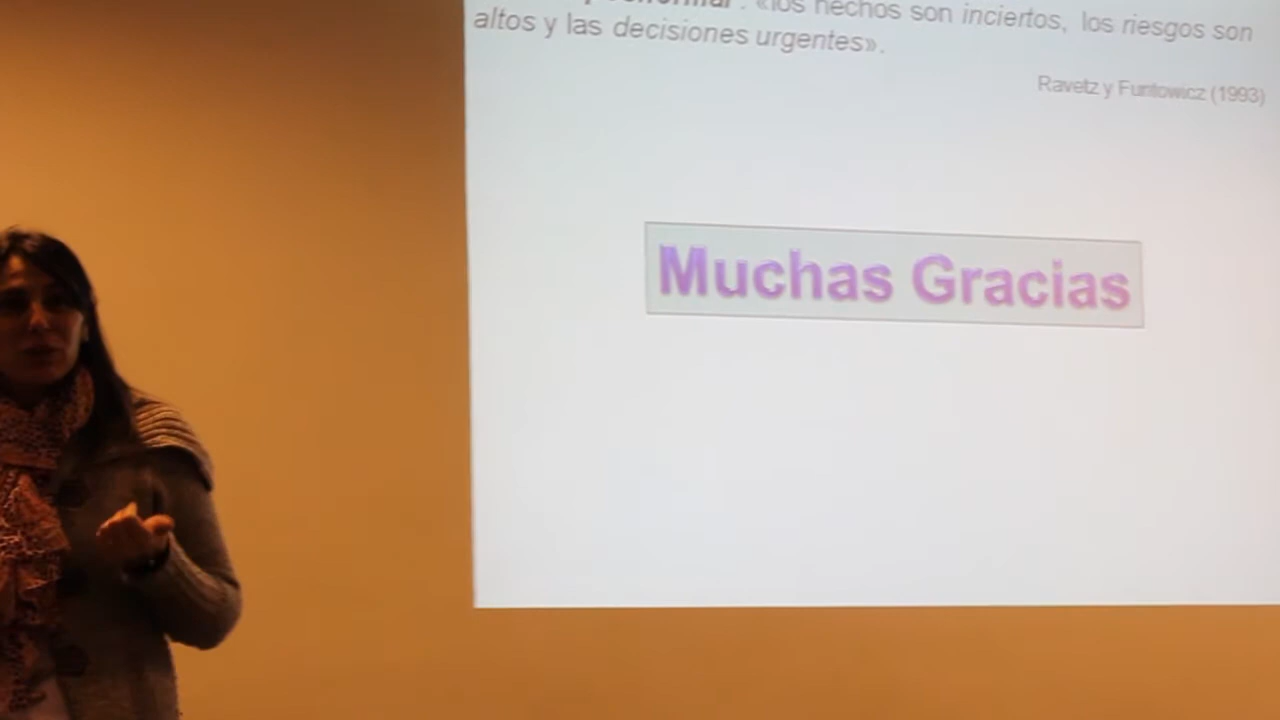 : «los hechos son inciertos, los riesgos son
altos y las decisiones urgentes».
Ravetz y Funtowicz (1993)
Muchas Gracias